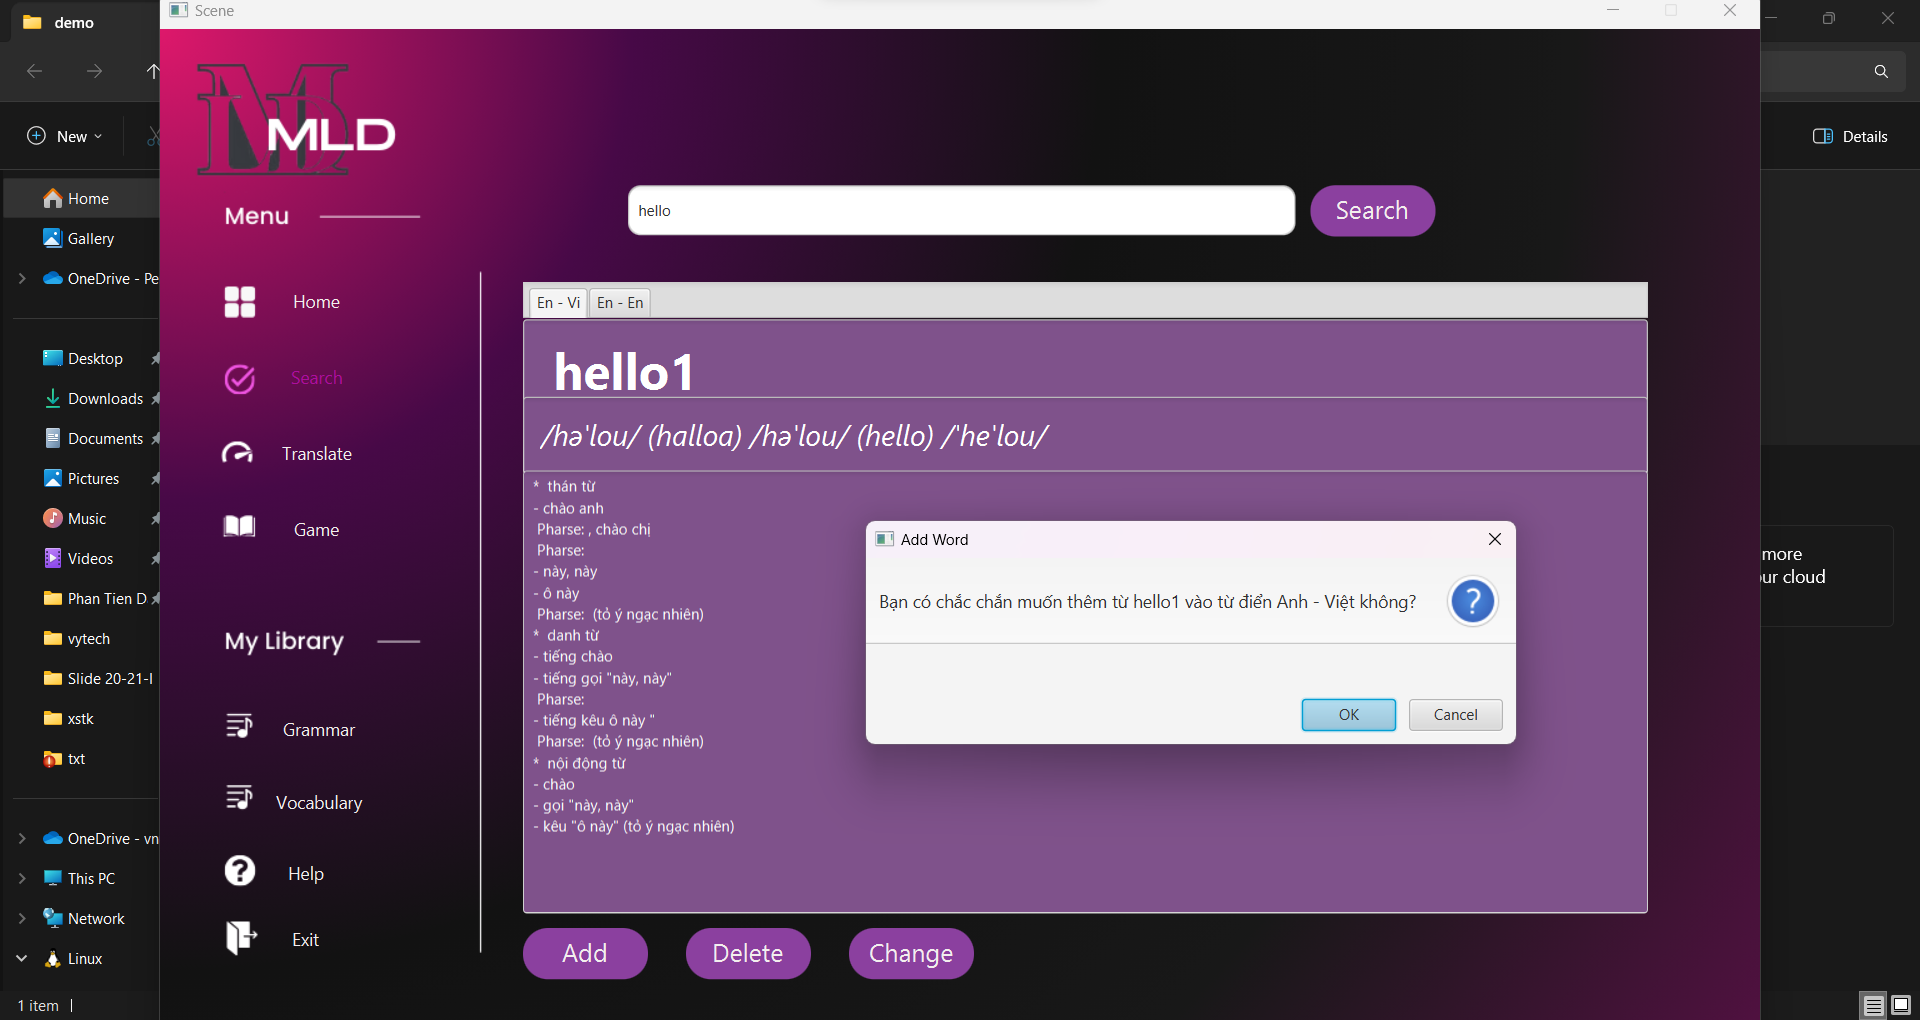 demo
Scene
New
Details
Home
Gallery
OneDrive - Pe
Desktop
Downloads
Documents
Pictures
Music
Videos
Phan Tien D
vytech
Slide 20-21-I
xstk
txt
OneDrive - vn
This PC
Network
Linux
1 item
MD
MLD
Menu
Home
Search
Translate
Game
My Library
Grammar
Vocabulary
Help
Exit
hello
Search
En - Vi
En - En
hello1
/hə'lou/ (halloa) /hə'lou/ (hello) /'he'lou/
* thán từ
- chào anh
Pharse: , chào chị
Pharse:
- này, này
- ô này
Pharse: (tỏ ý ngạc nhiên)
* danh từ
- tiếng chào
- tiếng gọi "này, này"
Pharse:
- tiếng kêu ô này "
Pharse: (tỏ ý ngạc nhiên)
* nội động từ
- chào
- gọi "này, này"
- kêu "ô này" (tỏ ý ngạc nhiên)
Add Word
Bạn có chắc chắn muốn thêm từ hello1 vào từ điển Anh - Việt không?
?
OK
Cancel
Add
Delete
Change
more
ur cloud